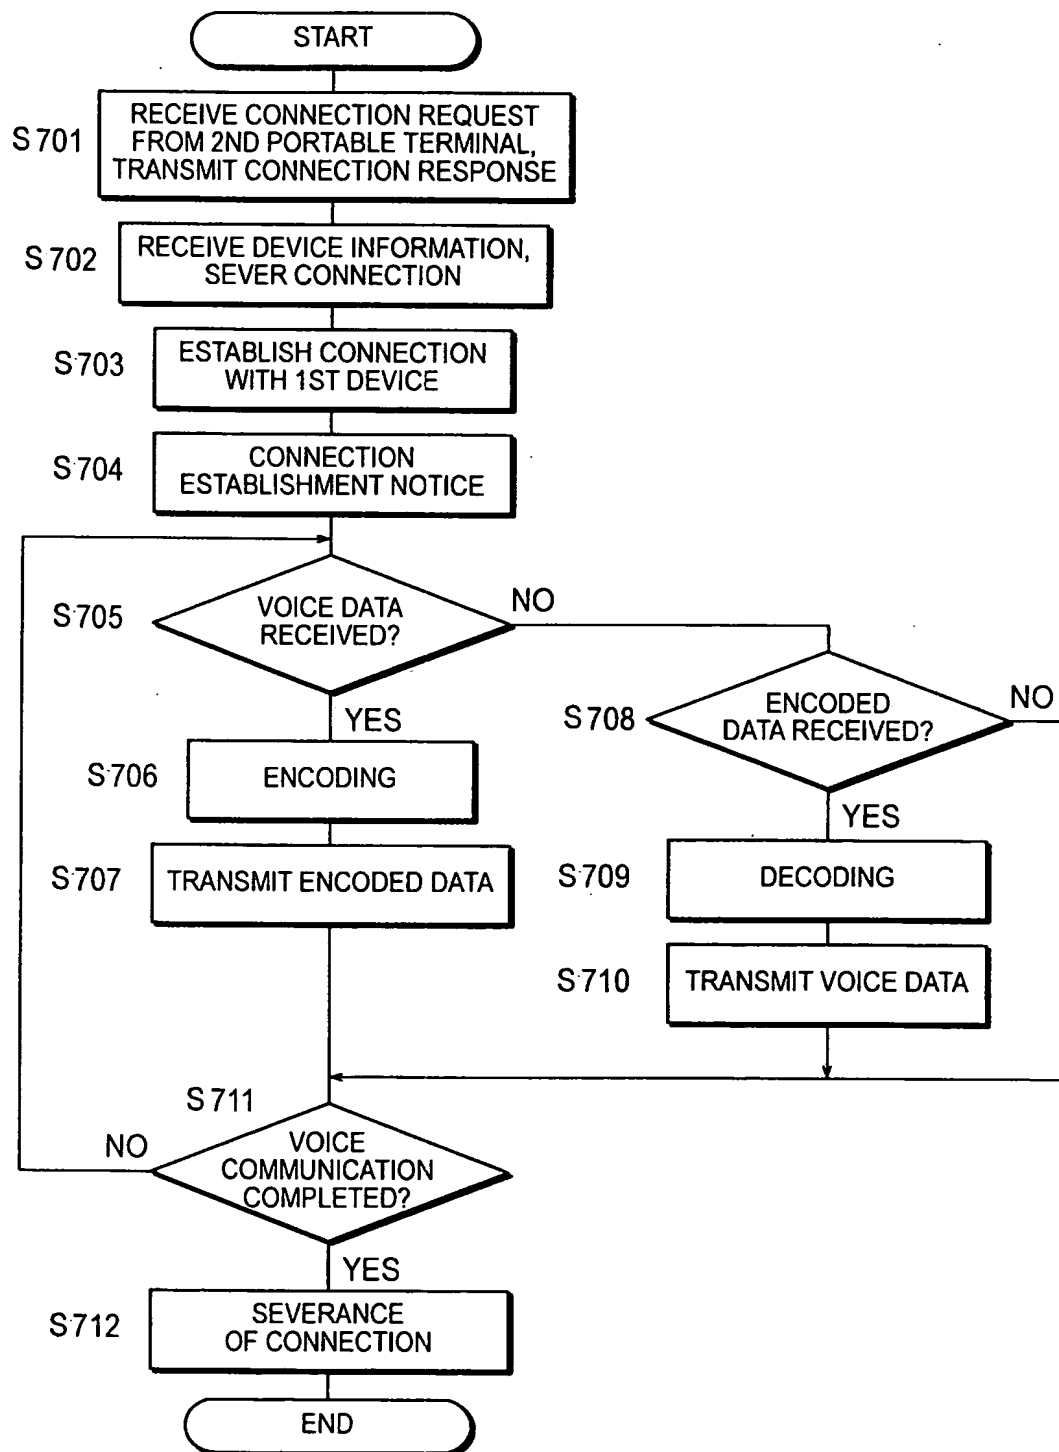 START
S701
RECEIVE CONNECTION REQUEST
FROM 2ND PORTABLE TERMINAL,
TRANSMIT CONNECTION RESPONSE
S702
RECEIVE DEVICE INFORMATION,
SEVER CONNECTION
S703
ESTABLISH CONNECTION
WITH 1ST DEVICE
S704
CONNECTION
ESTABLISHMENT NOTICE
S705
VOICE DATA
RECEIVED?
NO
YES
S706
ENCODING
S707
TRANSMIT ENCODED DATA
S708
ENCODED
DATA RECEIVED?
NO
YES
S709
DECODING
S710
TRANSMIT VOICE DATA
S711
VOICE
COMMUNICATION
COMPLETED?
NO
YES
S712
SEVERANCE
OF CONNECTION
END